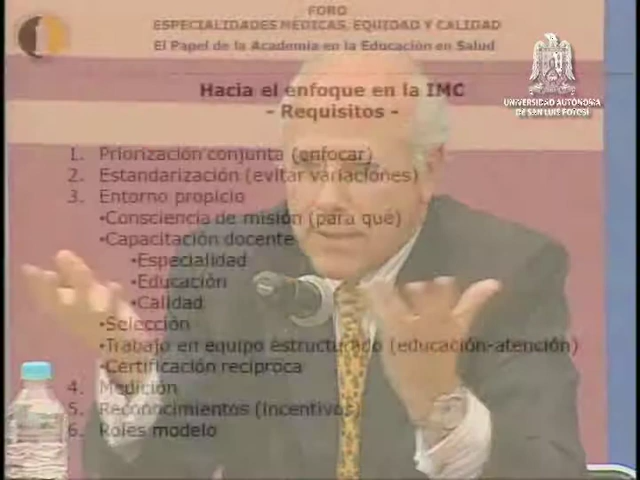 FORO
ESPECIALIDADES MÉDICAS, EQUIDAD Y CALIDAD
El Papel de la Academia en la Educación en Salud
UNIVERSIDAD AUTONOMA
DE SAN LUIS POTOSI
Hacia el enfoque en la IMC
- Requisitos -
1. Priorización conjunta (enfocar)
2. Estandarización (evitar variaciones)
3. Entorno propicio
•Consciencia de misión (para qué)
•Capacitación docente
•Especialidad
•Educación
•Calidad
•Selección
•Trabajo en equipo estructurado (educación-atención)
•Certificación reciproca
4. Medición
5. Reconocimientos (incentivos)
6. Roles modelo